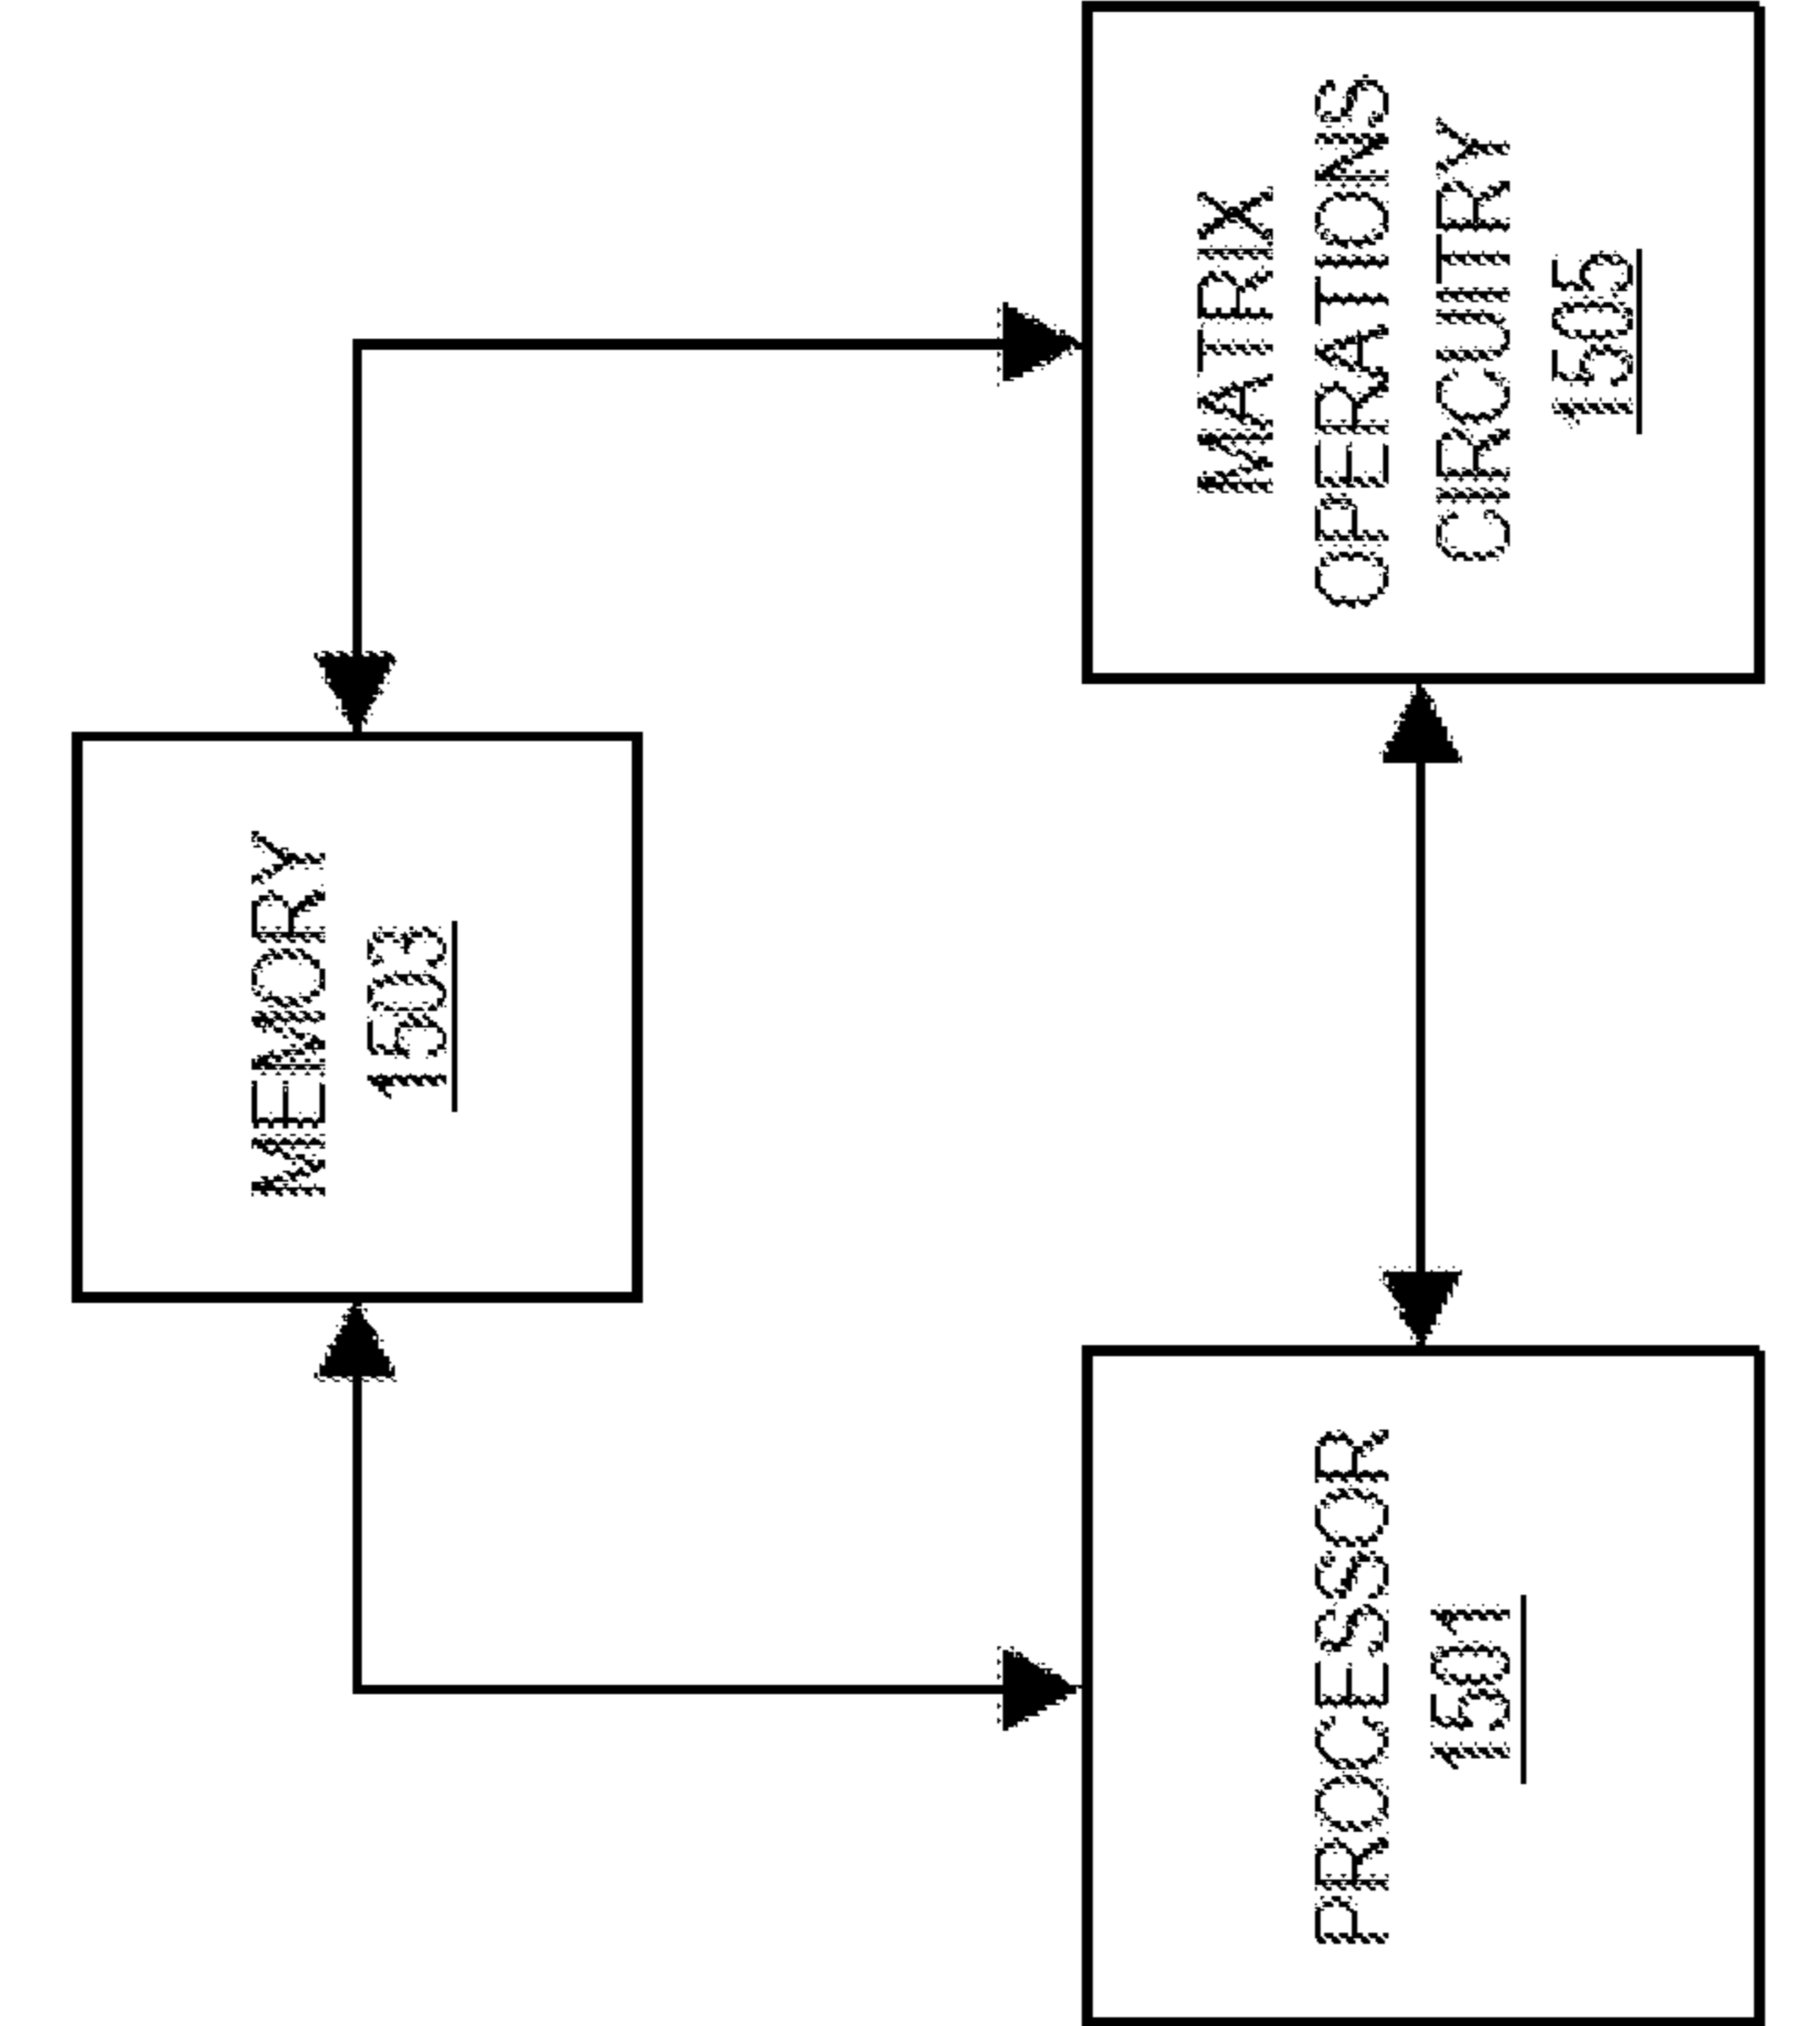 MEMORY
1503
PROCESSOR
1501
MATRIX
OPERATIONS
CIRCUITRY
1505